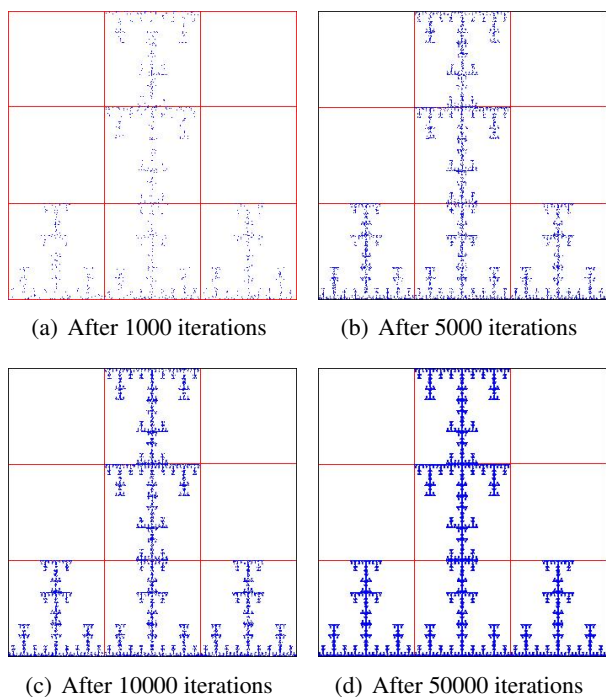 (a) After 1000 iterations
(b) After 5000 iterations
(c) After 10000 iterations
(d) After 50000 iterations